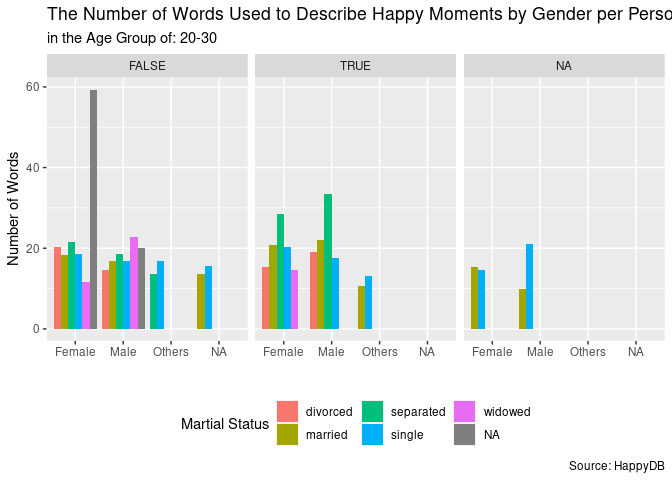 The Number of Words Used to Describe Happy Moments by Gender per Perso
in the Age Group of: 20-30
FALSE TRUE NA
Number of Words
60
40
20
0
Female Male Others NA Female Male Others NA Female Male Others NA
Martial Status
divorced separated widowed
married single NA
Source: HappyDB